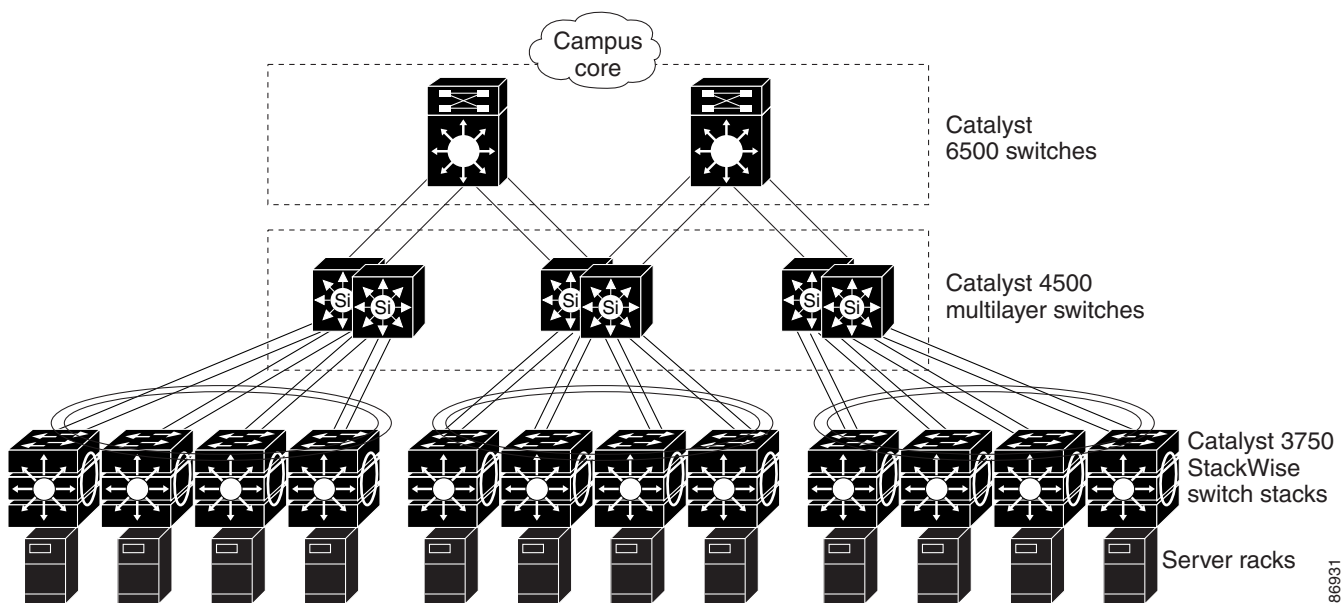 Campus
core
Catalyst
6500 switches
Si
Si
Si
Si
Si
Si
Catalyst 4500
multilayer switches
Catalyst 3750
StackWise
switch stacks
Server racks
86931